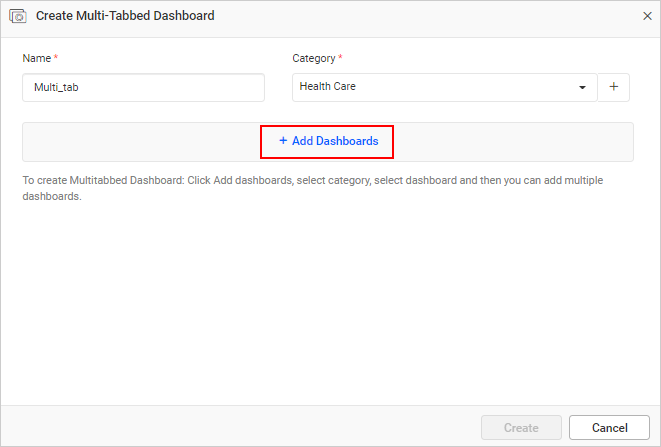 Create Multi-Tabbed Dashboard
Name *
Category *
Multi_tab
Health Care
+
+ Add Dashboards
To create Multitabbed Dashboard: Click Add dashboards, select category, select dashboard and then you can add multiple
dashboards.
Create
Cancel